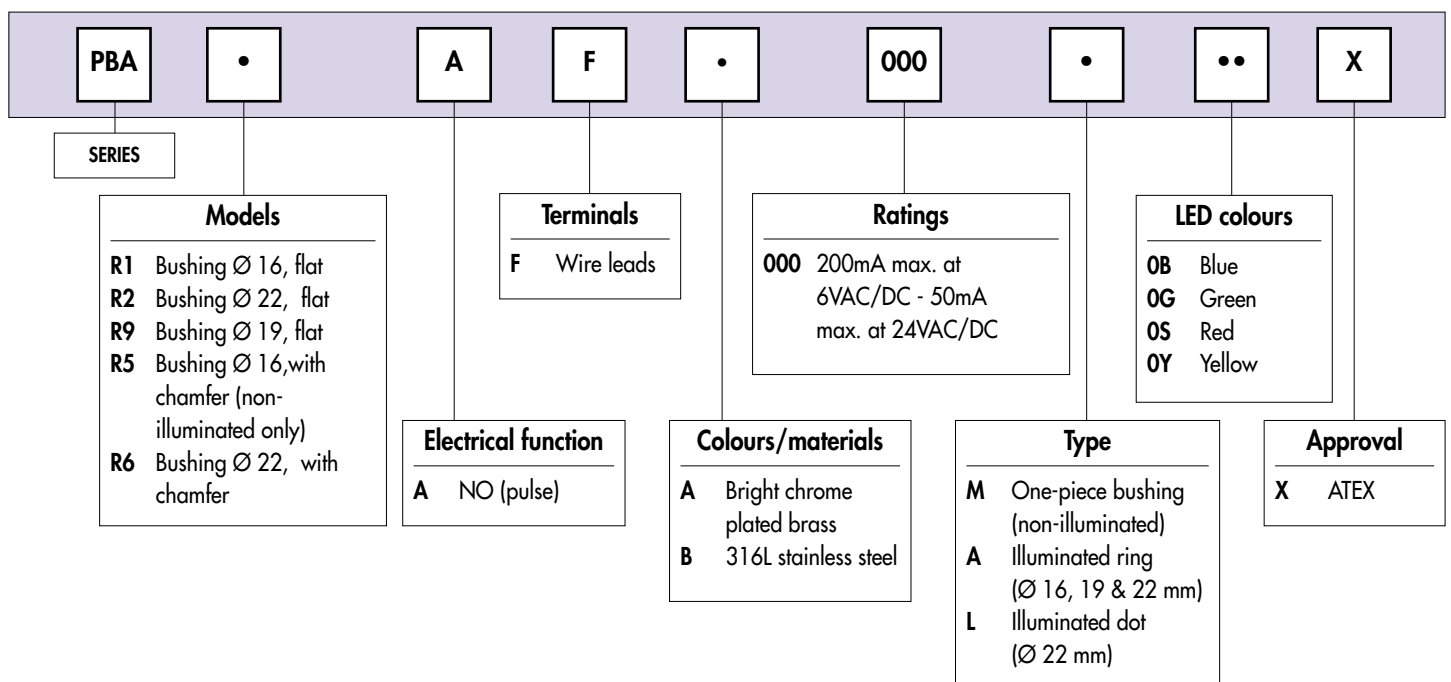 PBA • A F • 000 • •• X
SERIES
Models
R1 Bushing Ø 16, flat
R2 Bushing Ø 22, flat
R9 Bushing Ø 19, flat
R5 Bushing Ø 16,with
chamfer (non-
illuminated only)
R6 Bushing Ø 22, with
chamfer
Electrical function
A NO (pulse)
Terminals
F Wire leads
Colours/materials
A Bright chrome
plated brass
B 316L stainless steel
Ratings
000 200mA max. at
6VAC/DC - 50mA
max. at 24VAC/DC
Type
M One-piece bushing
(non-illuminated)
A Illuminated ring
(Ø 16, 19 & 22 mm)
L Illuminated dot
(Ø 22 mm)
LED colours
0B Blue
0G Green
0S Red
0Y Yellow
Approval
X ATEX